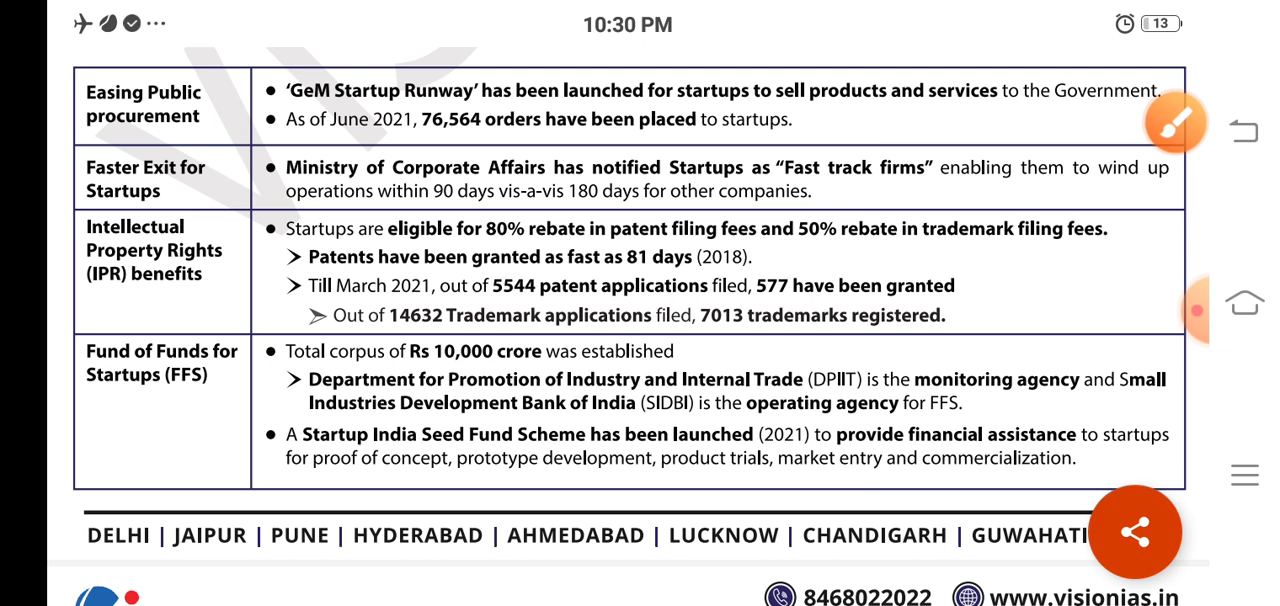 10:30 PM
13
Easing Public
procurement
● ‘GeM Startup Runway’ has been launched for startups to sell products and services to the Government.
● As of June 2021, 76,564 orders have been placed to startups.
Faster Exit for
Startups
● Ministry of Corporate Affairs has notified Startups as “Fast track firms” enabling them to wind up
operations within 90 days vis-a-vis 180 days for other companies.
Intellectual
Property Rights
(IPR) benefits
● Startups are eligible for 80% rebate in patent filing fees and 50% rebate in trademark filing fees.
➢ Patents have been granted as fast as 81 days (2018).
➢ Till March 2021, out of 5544 patent applications filed, 577 have been granted
➢ Out of 14632 Trademark applications filed, 7013 trademarks registered.
Fund of Funds for
Startups (FFS)
● Total corpus of Rs 10,000 crore was established
➢ Department for Promotion of Industry and Internal Trade (DPIIT) is the monitoring agency and Small
Industries Development Bank of India (SIDBI) is the operating agency for FFS.
● A Startup India Seed Fund Scheme has been launched (2021) to provide financial assistance to startups
for proof of concept, prototype development, product trials, market entry and commercialization.
DELHI | JAIPUR | PUNE | HYDERABAD | AHMEDABAD | LUCKNOW | CHANDIGARH | GUWAHATI
8468022022 www.visionias.in